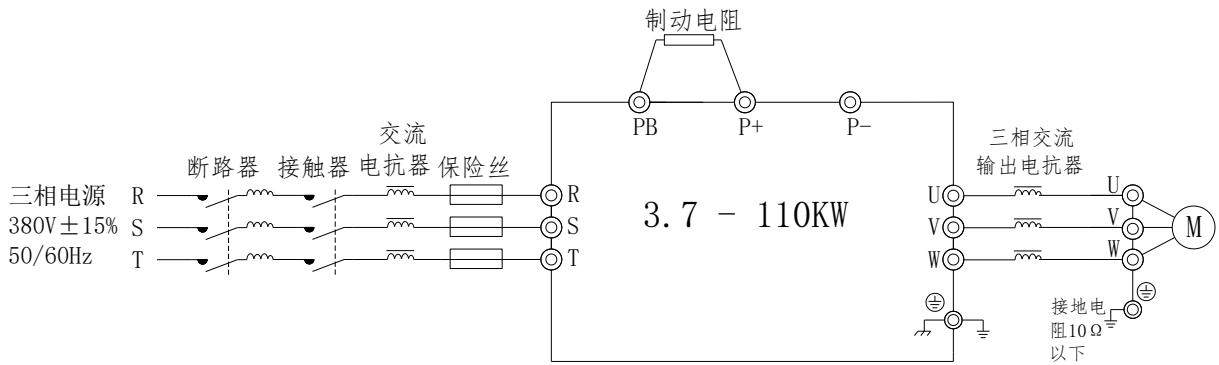 制动电阻
PB
P+
P-
交流
电抗器
断路器
接触器
保险丝
三相电源
380V±15%
50/60Hz
R
S
T
R
S
T
3.7 - 110KW
U
V
W
三相交流
输出电抗器
U
V
W
M
接地电
阻10Ω
以下